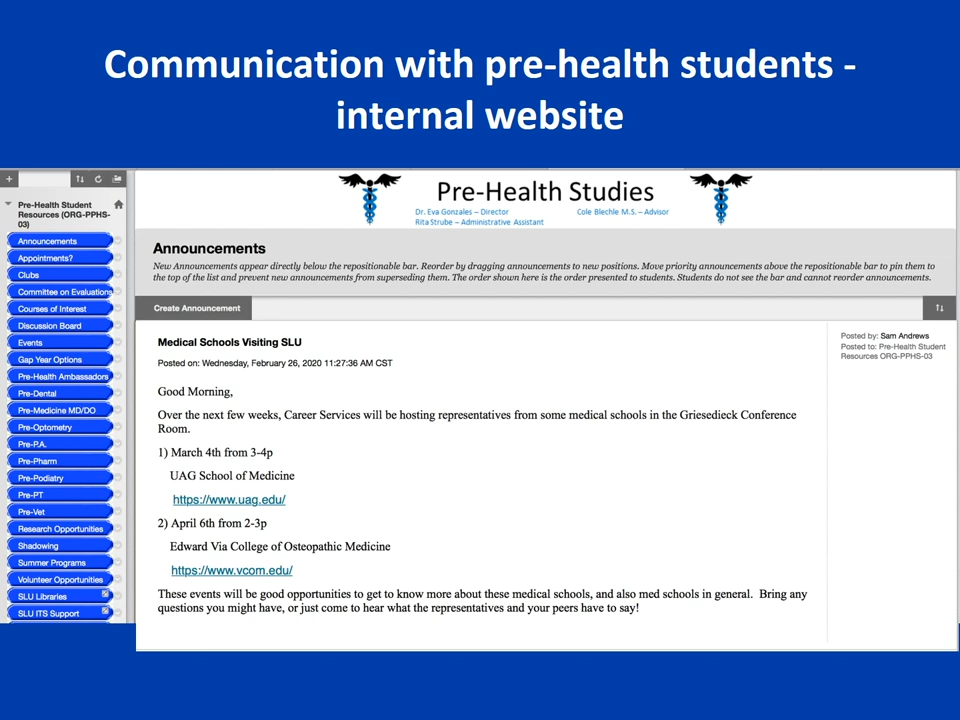 Communication with pre-health students -
internal website
Pre-Health Student
Resources (ORG-PPHS-
03)
Announcements
Appointments?
Clubs
Committee on Evaluations
Courses of Interest
Discussion Board
Events
Gap Year Options
Pre-Health Ambassadors
Pre-Dental
Pre-Medicine MD/DO
Pre-Optometry
Pre-P.A.
Pre-Pharm
Pre-Podiatry
Pre-PT
Pre-Vet
Research Opportunities
Shadowing
Summer Programs
Volunteer Opportunities
SLU Libraries
SLU ITS Support
Pre-Health Studies
Dr. Eva Gonzales – Director
Cole Blechle M.S. – Advisor
Rita Strube – Administrative Assistant
Announcements
New Announcements appear directly below the repositionable bar. Reorder by dragging announcements to new positions. Move priority announcements above the repositionable bar to pin them to
the top of the list and prevent new announcements from superseding them. The order shown here is the order presented to students. Students do not see the bar and cannot reorder announcements.
Create Announcement
Medical Schools Visiting SLU
Posted on: Wednesday, February 26, 2020 11:27:36 AM CST
Good Morning,
Over the next few weeks, Career Services will be hosting representatives from some medical schools in the Griesedieck Conference
Room.
1) March 4th from 3-4p
UAG School of Medicine
https://www.uag.edu/
2) April 6th from 2-3p
Edward Via College of Osteopathic Medicine
https://www.vcom.edu/
These events will be good opportunities to get to know more about these medical schools, and also med schools in general. Bring any
questions you might have, or just come to hear what the representatives and your peers have to say!
Posted by: Sam Andrews
Posted to: Pre-Health Student
Resources ORG-PPHS-03